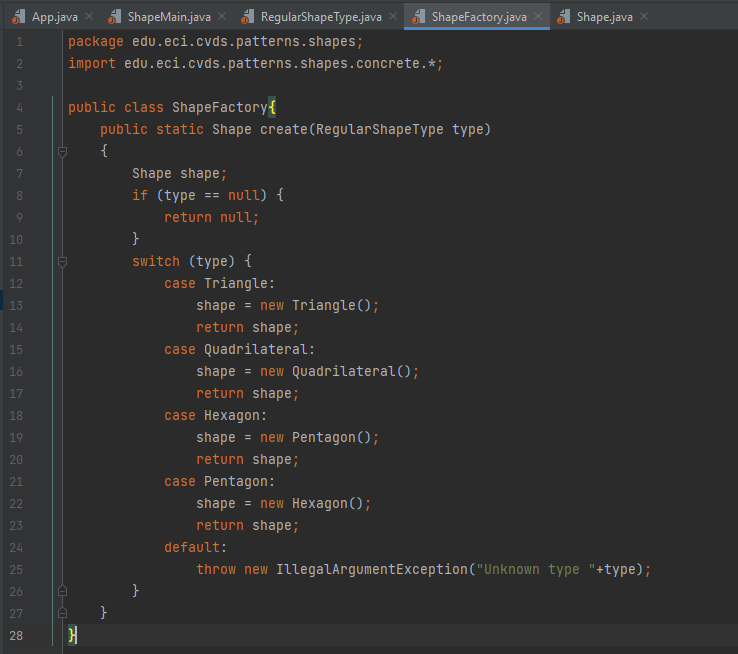 App.java ShapeMain.java RegularShapeType.java ShapeFactory.java Shape.java
1 package edu.eci.cvds.patterns.shapes;
2 import edu.eci.cvds.patterns.shapes.concrete.*;
3
4 public class ShapeFactory{
5     public static Shape create(RegularShapeType type)
6     {
7         Shape shape;
8         if (type == null) {
9             return null;
10         }
11         switch (type) {
12             case Triangle:
13                 shape = new Triangle();
14                 return shape;
15             case Quadrilateral:
16                 shape = new Quadrilateral();
17                 return shape;
18             case Hexagon:
19                 shape = new Pentagon();
20                 return shape;
21             case Pentagon:
22                 shape = new Hexagon();
23                 return shape;
24             default:
25                 throw new IllegalArgumentException("Unknown type "+type);
26         }
27     }
28 }